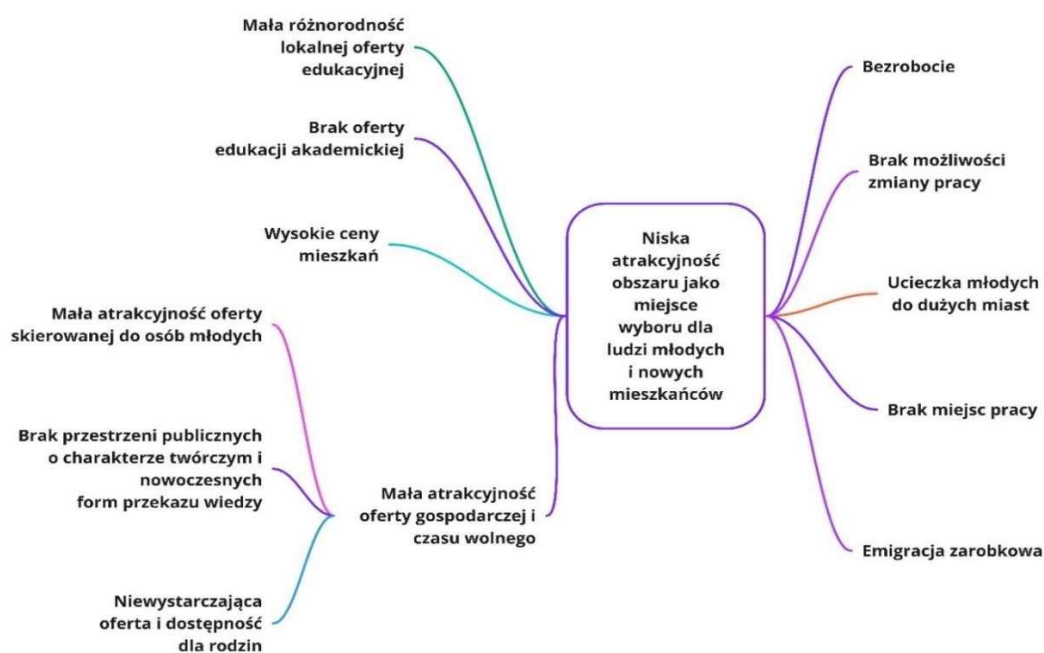 Mała różnorodność
lokalnej oferty
edukacyjnej
Brak oferty
edukacji akademickiej
Wysokie ceny
mieszkań
Mała atrakcyjność oferty
skierowanej do osób młodych
Brak przestrzeni publicznych
o charakterze twórczym i
nowoczesnych
form przekazu wiedzy
Niewystarczająca
oferta i dostępność
dla rodzin
Mała atrakcyjność
oferty gospodarczej i
czasu wolnego
Niska
atrakcyjność
obszaru jako
miejsce
wyboru dla
ludzi młodych
i nowych
mieszkańców
Bezrobocie
Brak możliwości
zmiany pracy
Ucieczka młodych
do dużych miast
Brak miejsc pracy
Emigracja zarobkowa